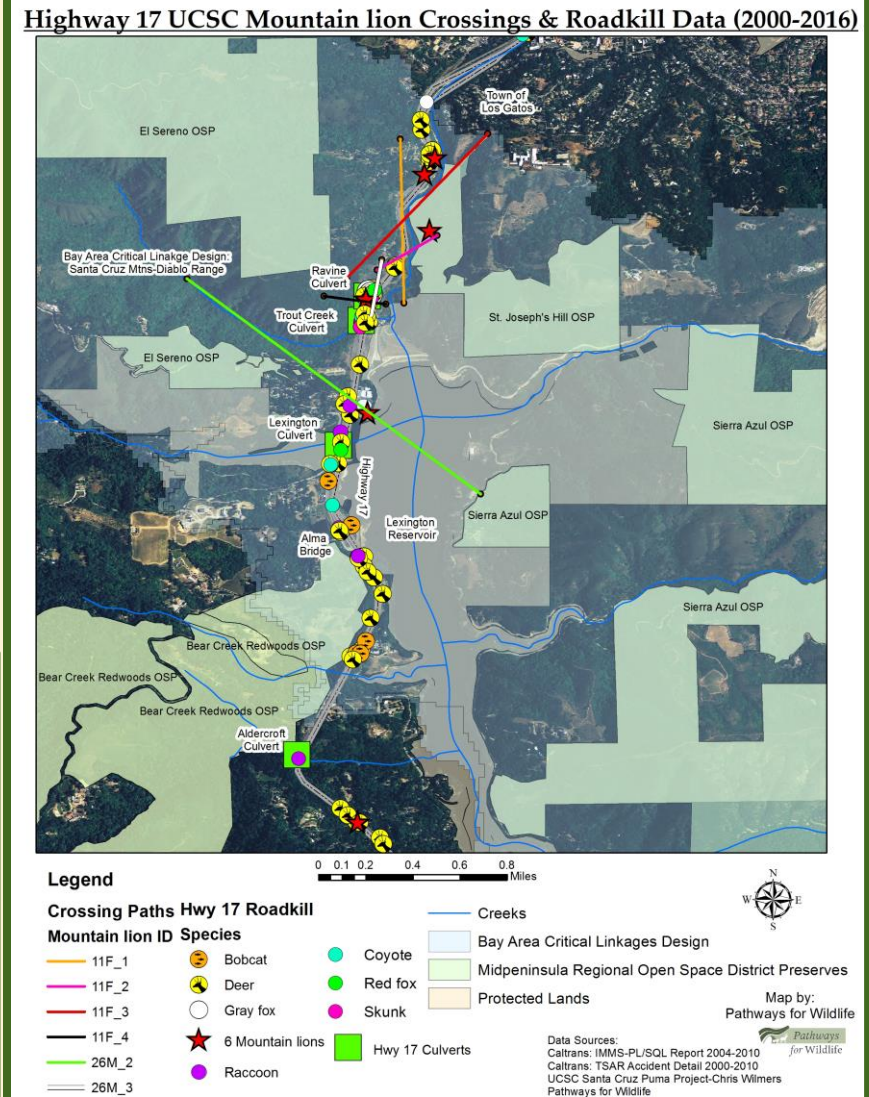 Highway 17 UCSC Mountain lion Crossings & Roadkill Data (2000-2016)
Town of
Los Gatos
El Sereno OSP
Bay Area Critical Linakge Design:
Santa Cruz Mtns-Diablo Range
Ravine
Culvert
Trout Creek
Culvert
St. Joseph's Hill OSP
El Sereno OSP
Lexington
Culvert
Sierra Azul OSP
Highway 17
Sierra Azul OSP
Lexington
Reservoir
Alma
Bridge
Sierra Azul OSP
Bear Creek Redwoods OSP
Bear Creek Redwoods OSP
Bear Creek Redwoods OSP
Aldercroft
Culvert
0 0.1 0.2 0.4 0.6 0.8
Miles
Legend
Crossing Paths
Mountain lion ID
11F_1
11F_2
11F_3
11F_4
26M_2
26M_3
Hwy 17 Roadkill
Species
Bobcat
Deer
Gray fox
6 Mountain lions
Raccoon
Coyote
Red fox
Skunk
Hwy 17 Culverts
Creeks
Bay Area Critical Linkages Design
Midpeninsula Regional Open Space District Preserves
Protected Lands
N
W E
S
Map by:
Pathways for Wildlife
Pathways
for Wildlife
Data Sources:
Caltrans: IMMS-PL/SQL Report 2004-2010
Caltrans: TSAR Accident Detail 2000-2010
UCSC Santa Cruz Puma Project-Chris Wilmers
Pathways for Wildlife